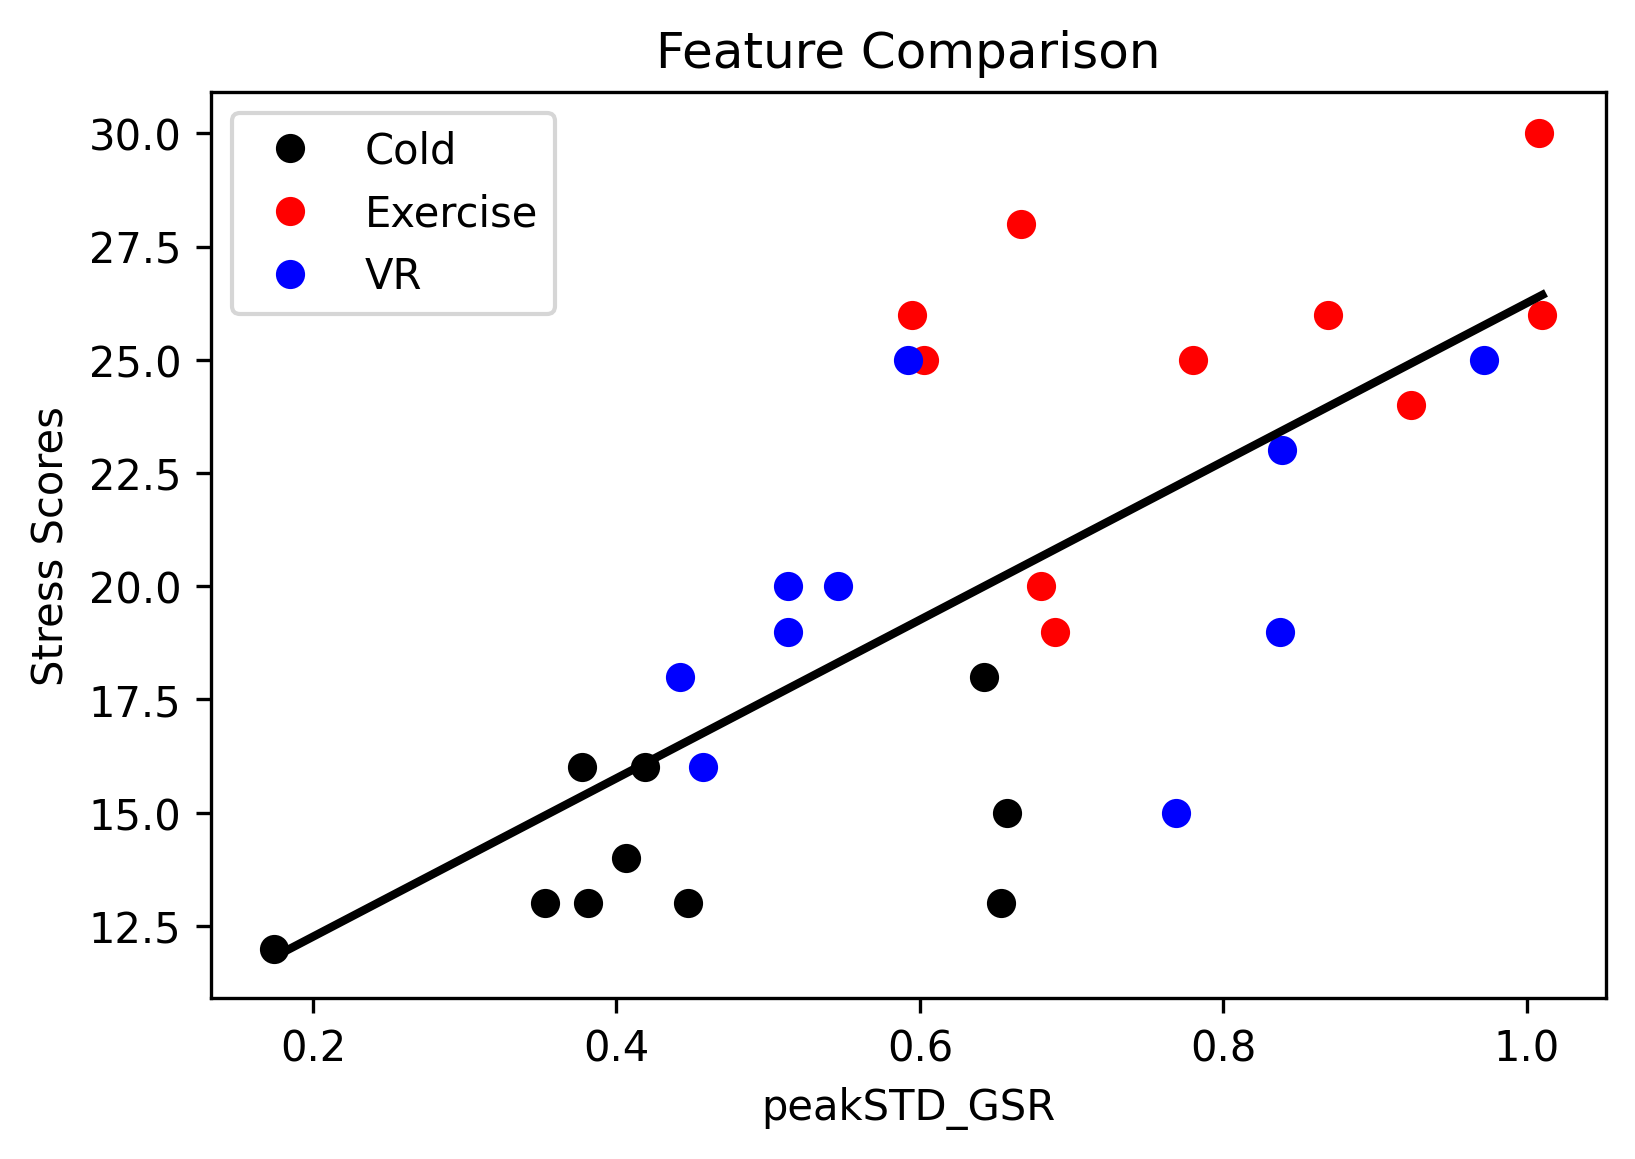 Feature Comparison
Cold
Exercise
VR
30.0
27.5
25.0
22.5
20.0
17.5
15.0
12.5
Stress Scores
0.2 0.4 0.6 0.8 1.0
peakSTD_GSR